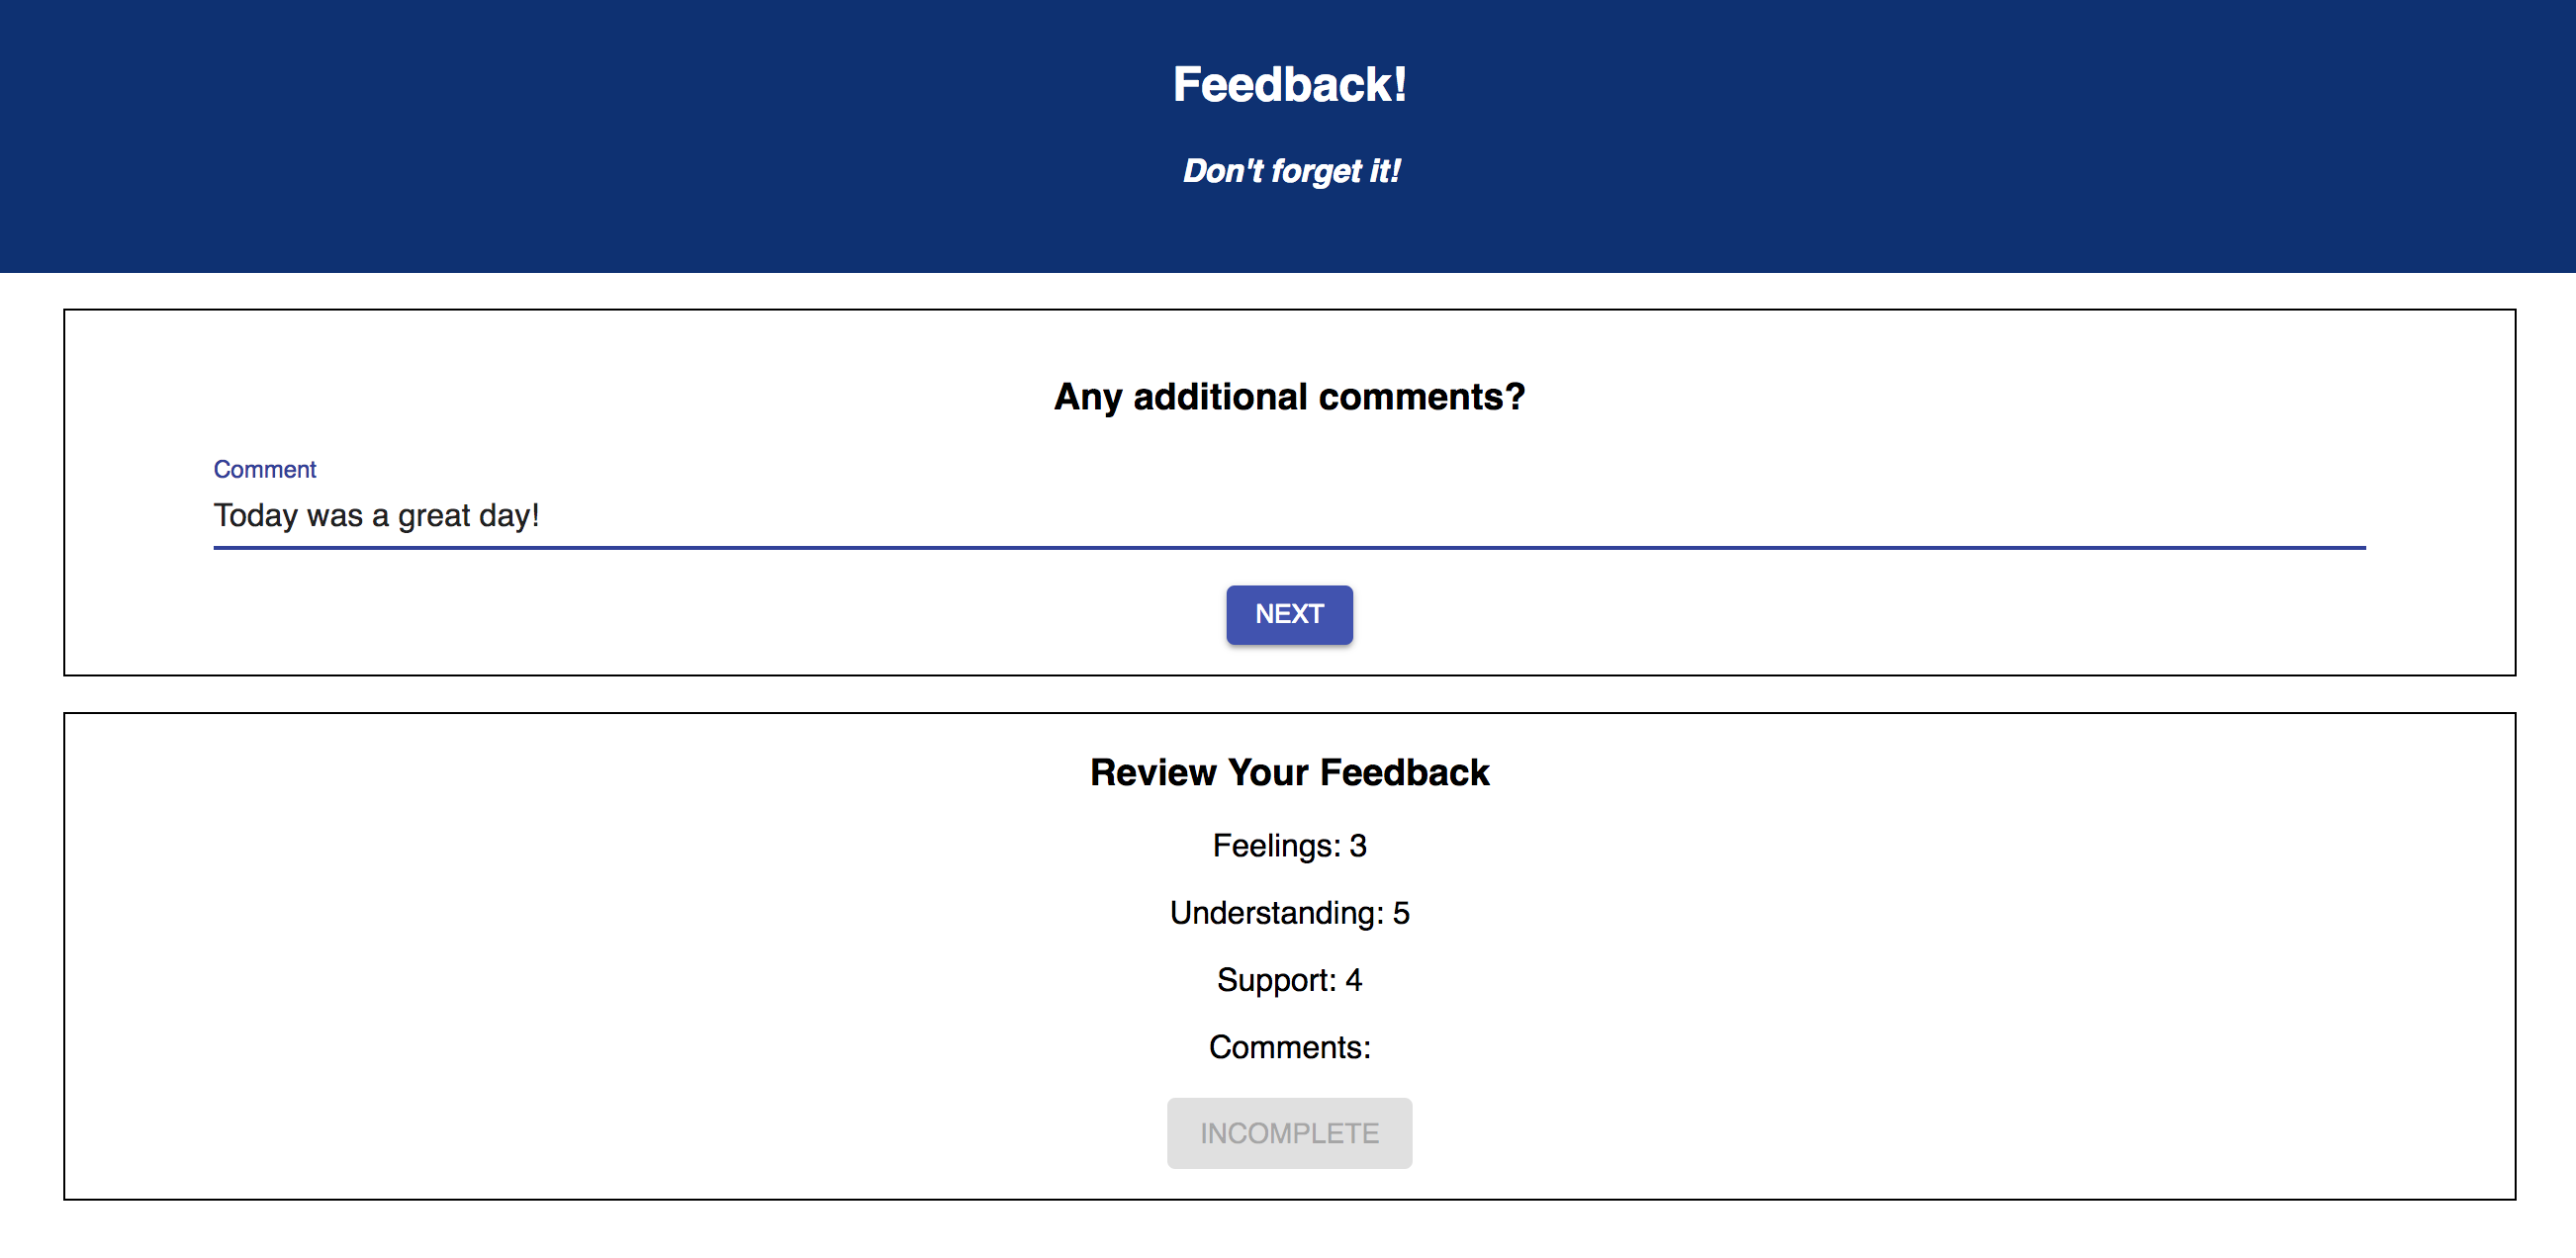 Feedback!
Don't forget it!
Any additional comments?
Comment
Today was a great day!
NEXT
Review Your Feedback
Feelings: 3
Understanding: 5
Support: 4
Comments:
INCOMPLETE